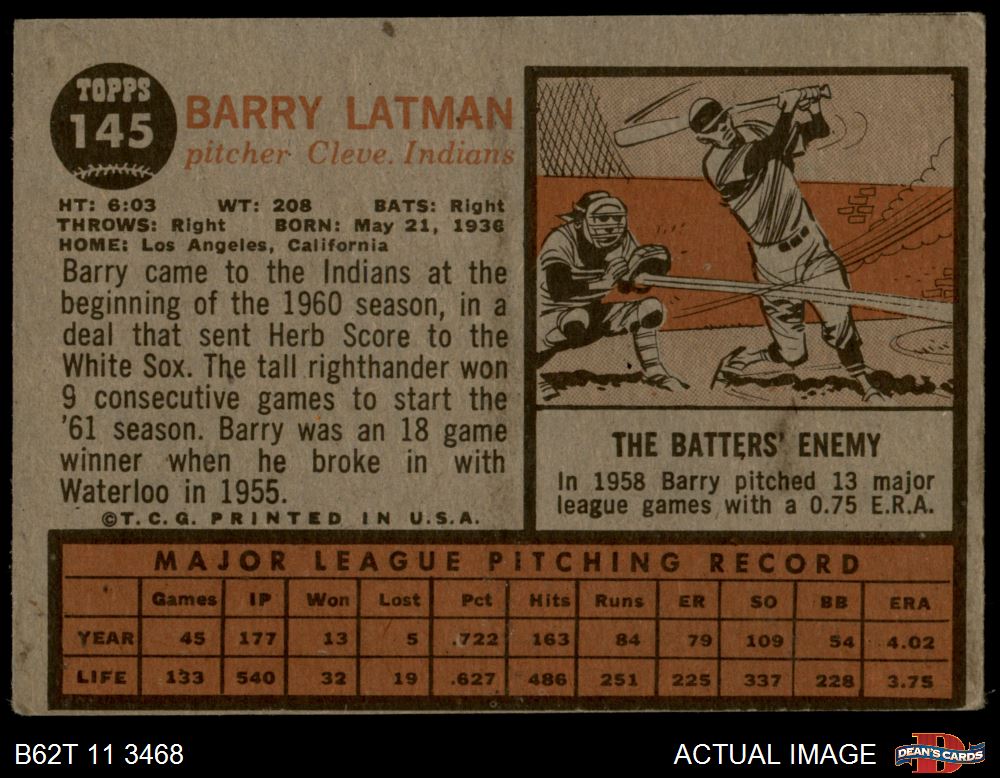 TOPPS
145
BARRY LATMAN
pitcher Cleve. Indians
HT: 6:03 WT: 208 BATS: Right
THROWS: Right BORN: May 21, 1936
HOME: Los Angeles, California
Barry came to the Indians at the
beginning of the 1960 season, in a
deal that sent Herb Score to the
White Sox. The tall righthander won
9 consecutive games to start the
'61 season. Barry was an 18 game
winner when he broke in with
Waterloo in 1955.
©T. C. G. PRINTED IN U.S.A.
THE BATTERS' ENEMY
In 1958 Barry pitched 13 major
league games with a 0.75 E.R.A.
MAJOR LEAGUE PITCHING RECORD
Games IP Won Lost Pct Hits Runs ER SO BB ERA
YEAR 45 177 13 5 .722 163 84 79 109 54 4.02
LIFE 133 540 32 19 .627 486 251 225 337 228 3.75
B62T 11 3468
ACTUAL IMAGE
D
DEAN'S CARDS